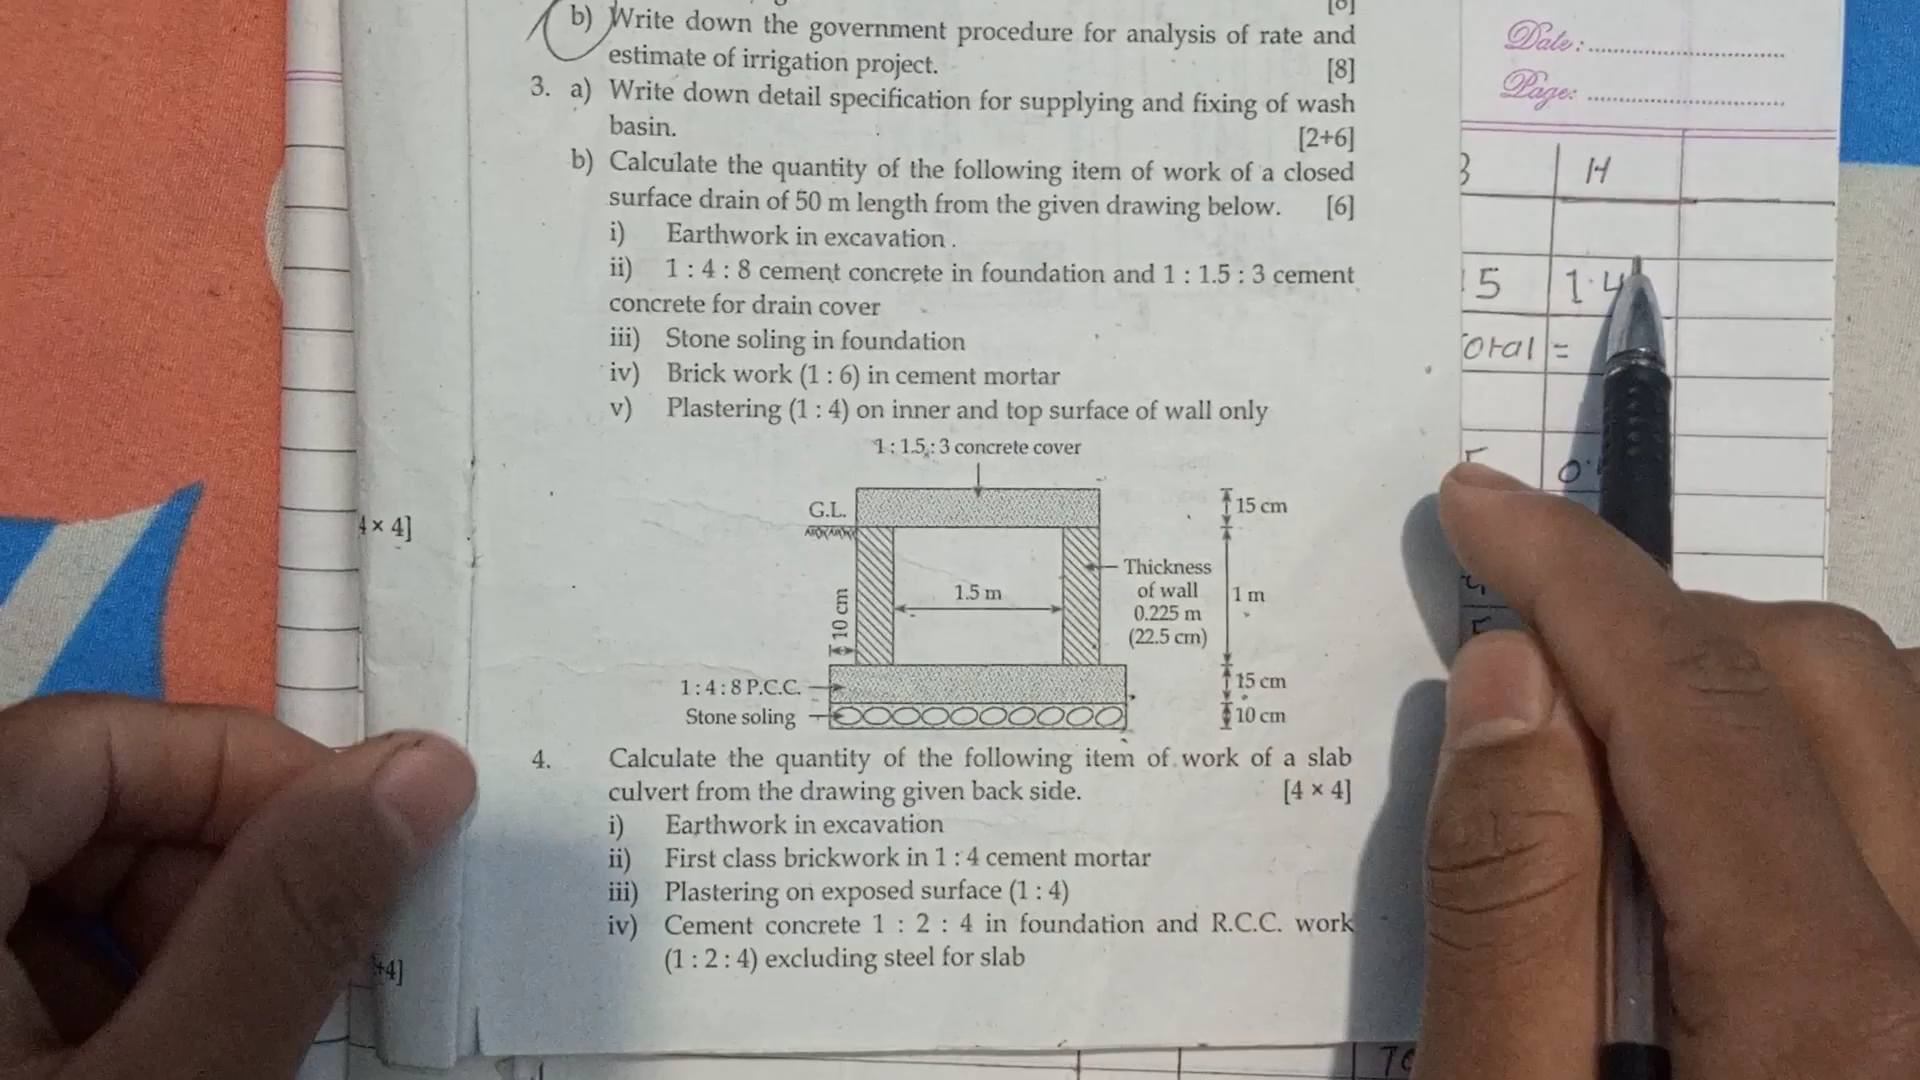 [8]
b) Write down the government procedure for analysis of rate and
estimate of irrigation project. [8]
3. a) Write down detail specification for supplying and fixing of wash
basin. [2+6]
b) Calculate the quantity of the following item of work of a closed
surface drain of 50 m length from the given drawing below. [6]
i) Earthwork in excavation .
ii) 1 : 4 : 8 cement concrete in foundation and 1 : 1.5 : 3 cement
concrete for drain cover
iii) Stone soling in foundation
iv) Brick work (1 : 6) in cement mortar
v) Plastering (1 : 4) on inner and top surface of wall only
1 : 1.5 : 3 concrete cover
G.L.
15 cm
Thickness
of wall
0.225 m
(22.5 cm)
1.5 m
1 m
10 cm
1 : 4 : 8 P.C.C.
15 cm
Stone soling
10 cm
4. Calculate the quantity of the following item of work of a slab
culvert from the drawing given back side. [4 × 4]
i) Earthwork in excavation
ii) First class brickwork in 1 : 4 cement mortar
iii) Plastering on exposed surface (1 : 4)
iv) Cement concrete 1 : 2 : 4 in foundation and R.C.C. work
(1 : 2 : 4) excluding steel for slab
4 × 4]
+4]
Date:
Page:
H
5 1.4
=